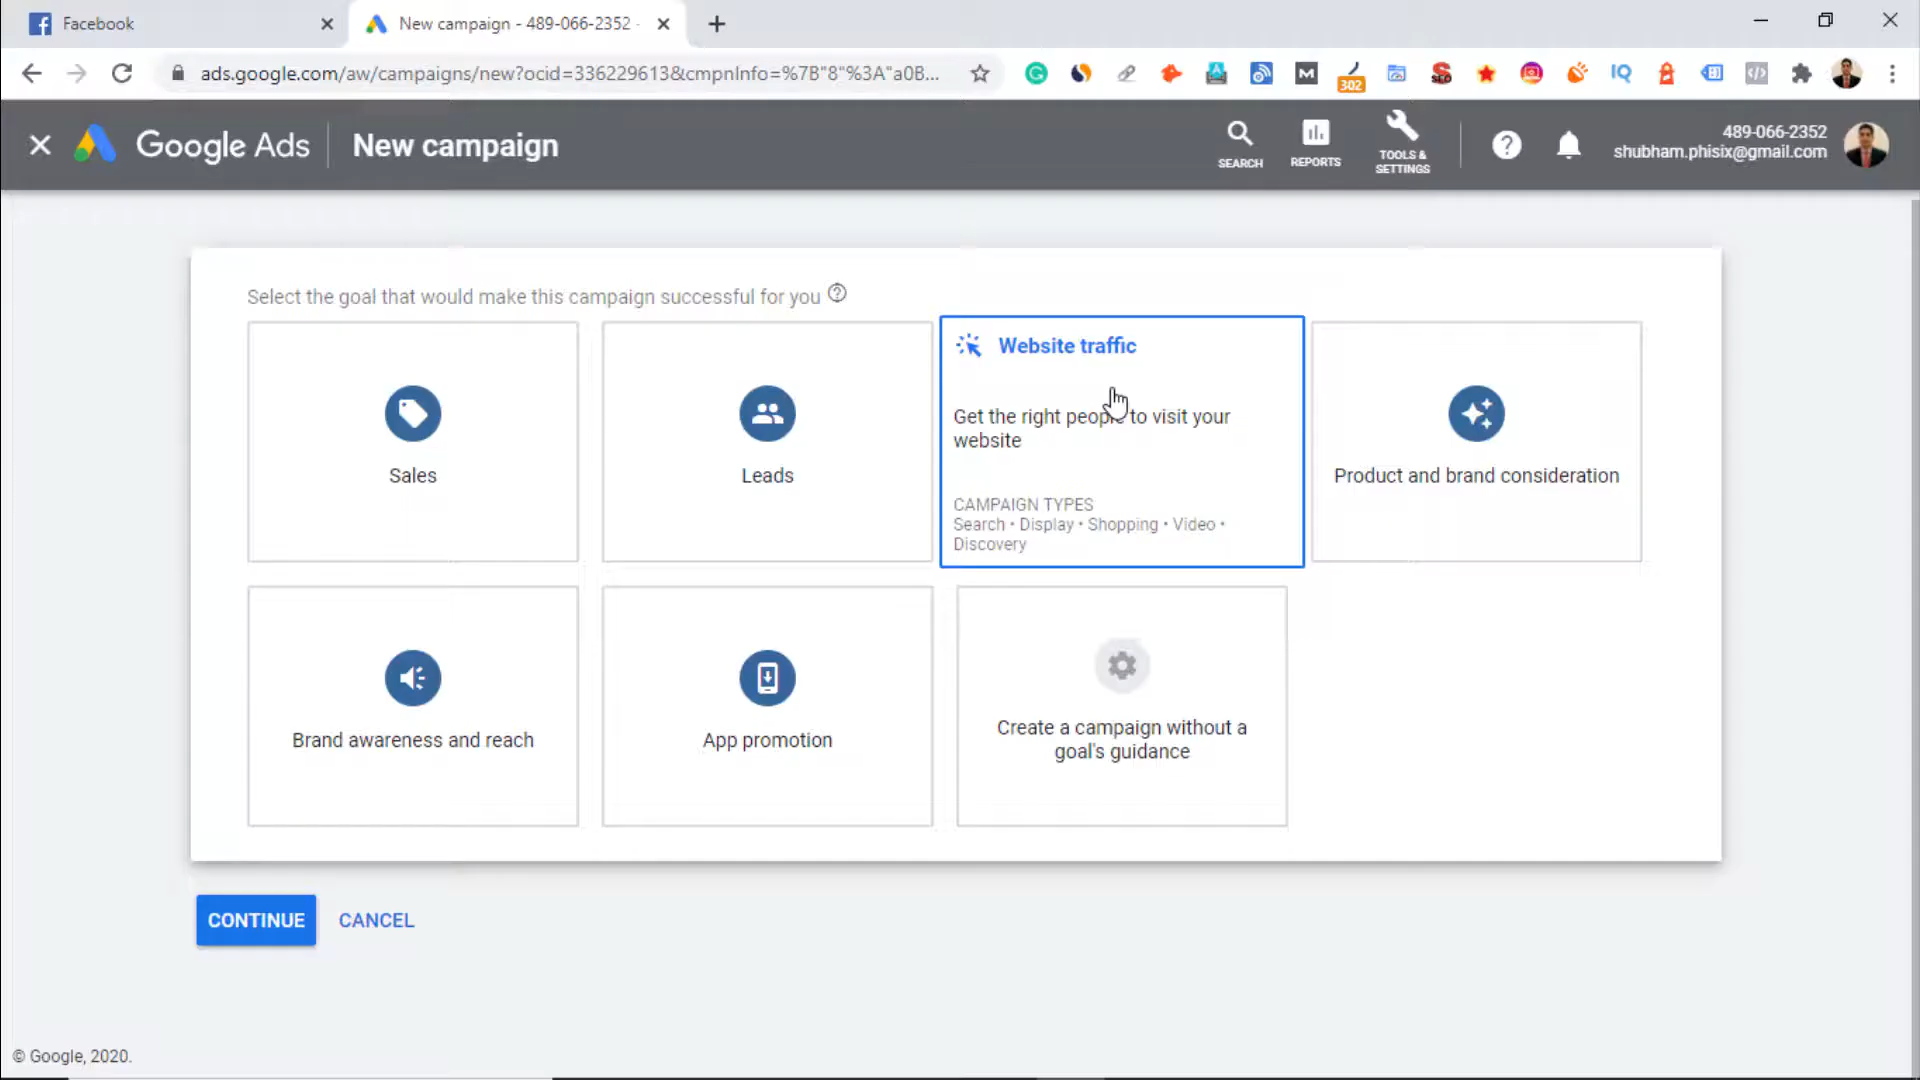 Facebook
New campaign - 489-066-2352 -
ads.google.com/aw/campaigns/new?ocid=336229613&cmpnInfo=%7B"8"%3A"a0B...
302
Google Ads
New campaign
SEARCH
REPORTS
TOOLS &
SETTINGS
489-066-2352
shubham.phisix@gmail.com
Select the goal that would make this campaign successful for you
Sales
Leads
Website traffic
Get the right people to visit your
website
CAMPAIGN TYPES
Search • Display • Shopping • Video •
Discovery
Product and brand consideration
Brand awareness and reach
App promotion
Create a campaign without a
goal's guidance
CONTINUE
CANCEL
© Google, 2020.